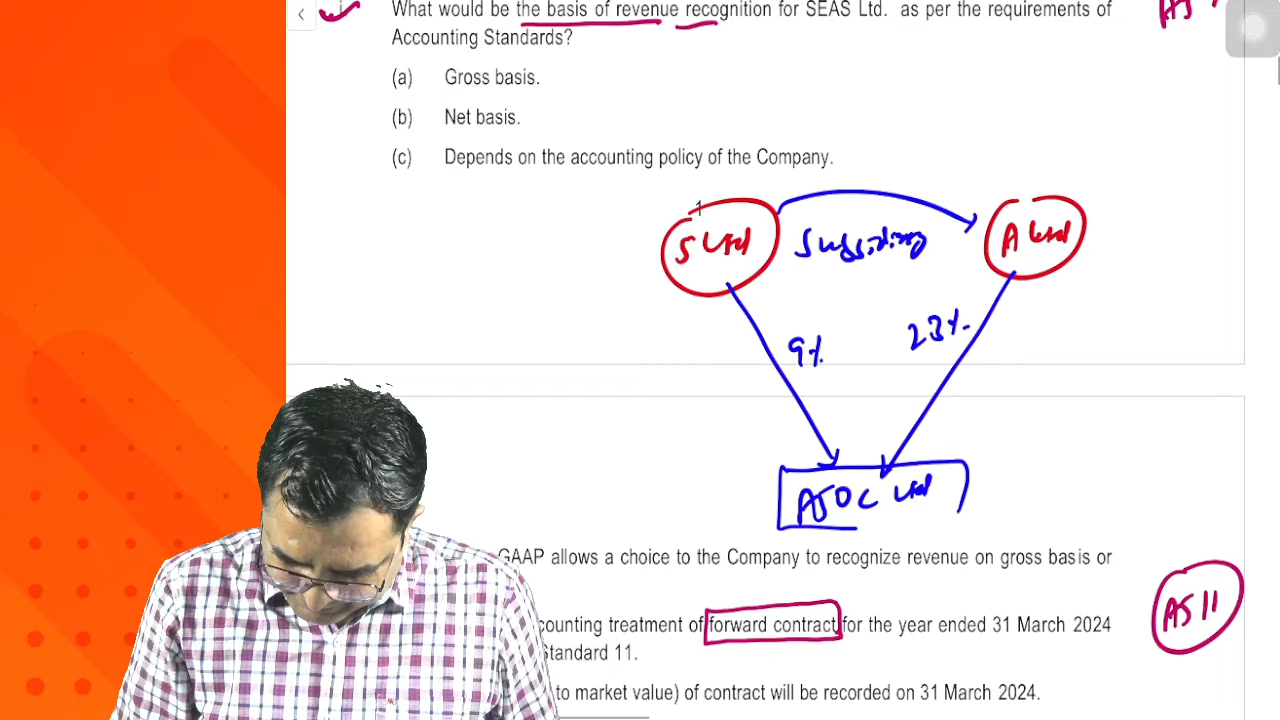 What would be the basis of revenue recognition for SEAS Ltd. as per the requirements of
Accounting Standards?
(a) Gross basis.
(b) Net basis.
(c) Depends on the accounting policy of the Company.
S Ltd
A Ltd
9%
23%
GAAP allows a choice to the Company to recognize revenue on gross basis or
counting treatment of forward contract for the year ended 31 March 2024
Standard 11.
AS 11
to market value) of contract will be recorded on 31 March 2024.